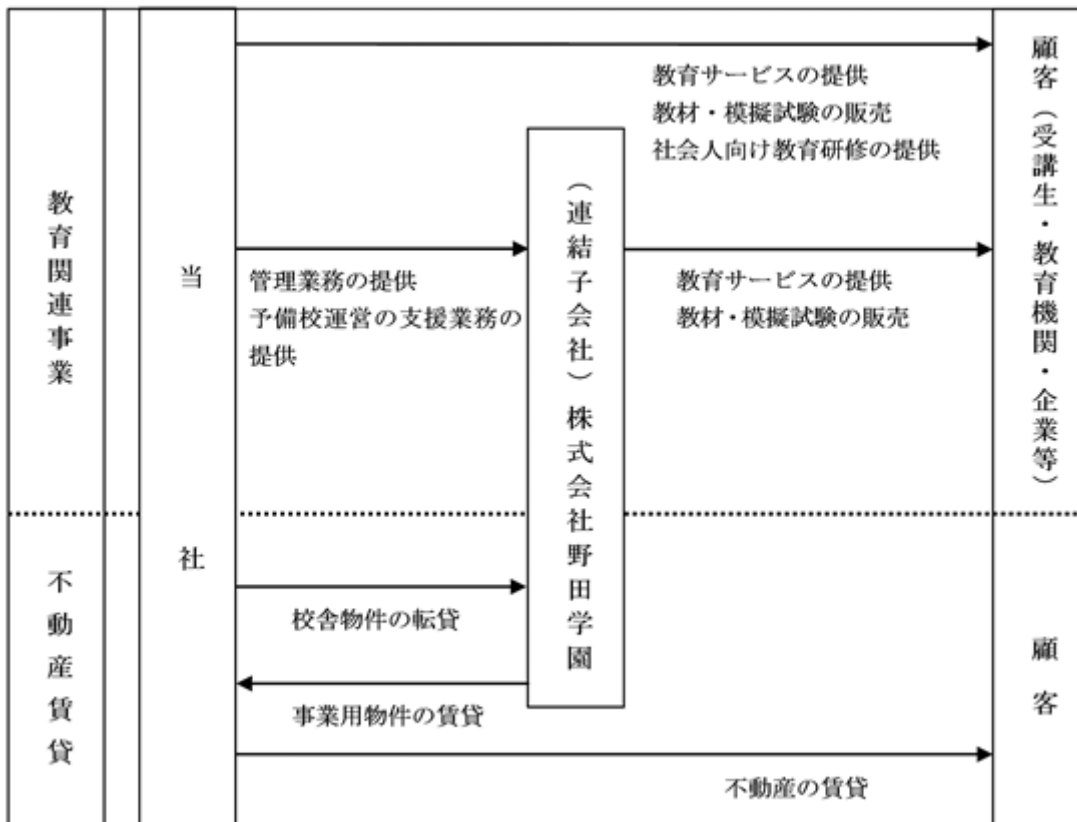 教育関連事業
不動産賃貸
当社
教育サービスの提供
教材・模擬試験の販売
社会人向け教育研修の提供
管理業務の提供
予備校運営の支援業務の
提供
（連結子会社）株式会社野田学園
教育サービスの提供
教材・模擬試験の販売
校舎物件の転貸
事業用物件の賃貸
不動産の賃貸
顧客（受講生・教育機関・企業等）
顧客